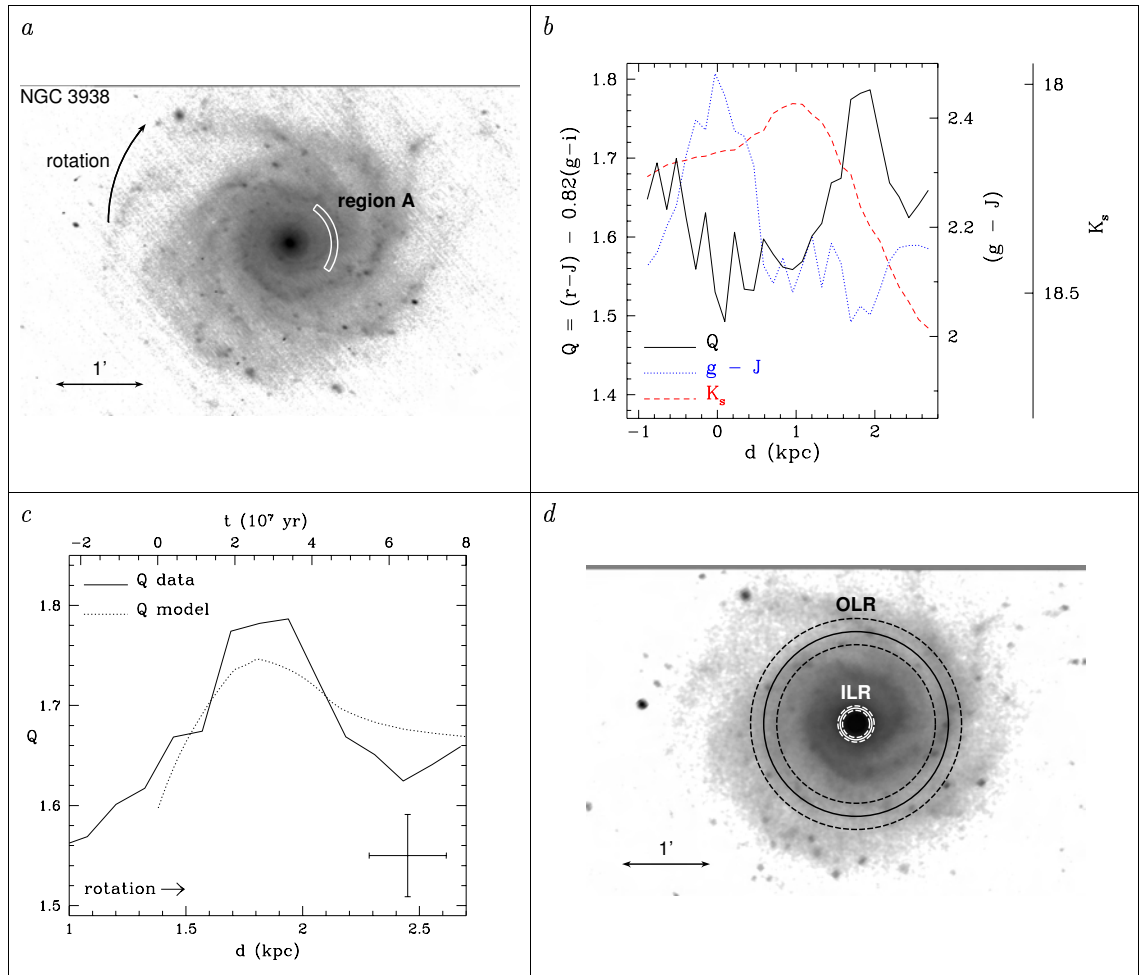 a
NGC 3938
rotation
region A
1'
b
1.8
1.7
1.6
1.5
1.4
Q = (r−J) − 0.82(g−i)
2.4
2.2
2
(g − J)
18
18.5
Ks
Q
g − J
Ks
−1 0 1 2
d (kpc)
c
t (10⁷ yr)
−2 0 2 4 6 8
Q data
Q model
1.8
1.7
1.6
1.5
Q
rotation →
1 1.5 2 2.5
d (kpc)
d
OLR
ILR
1'